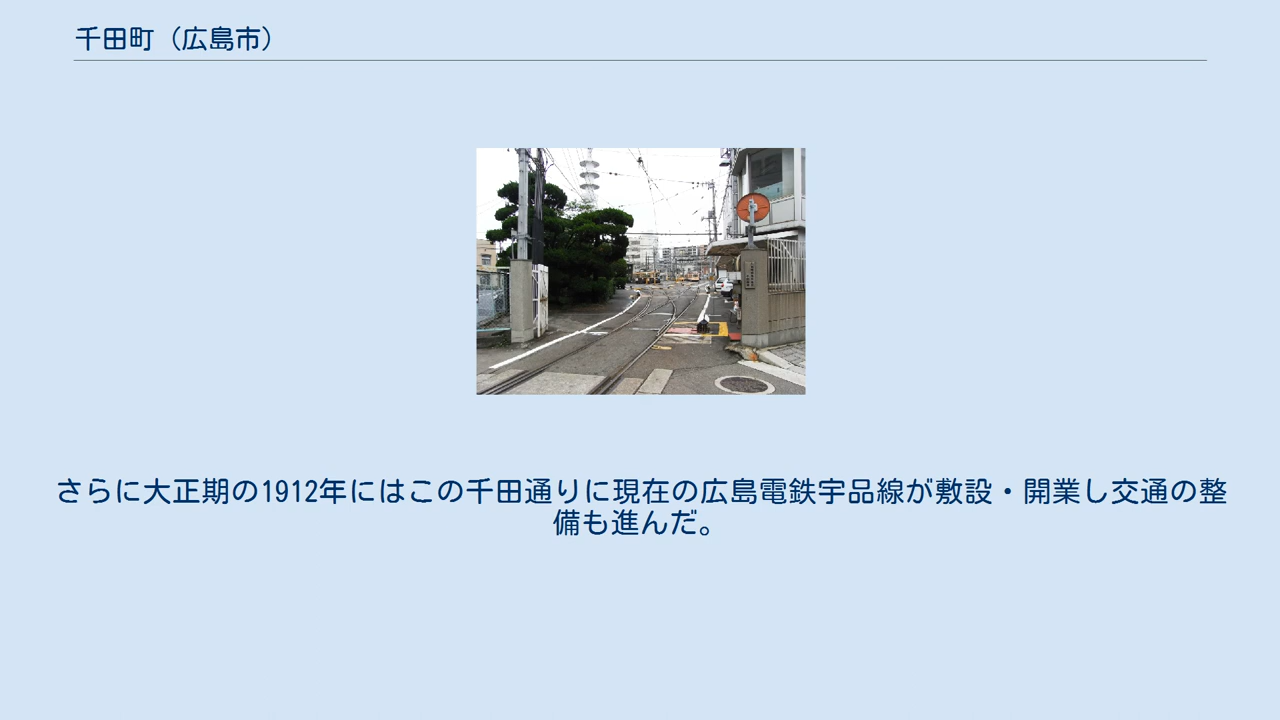 千田町（広島市）
さらに大正期の1912年にはこの千田通りに現在の広島電鉄宇品線が敷設・開業し交通の整
備も進んだ。